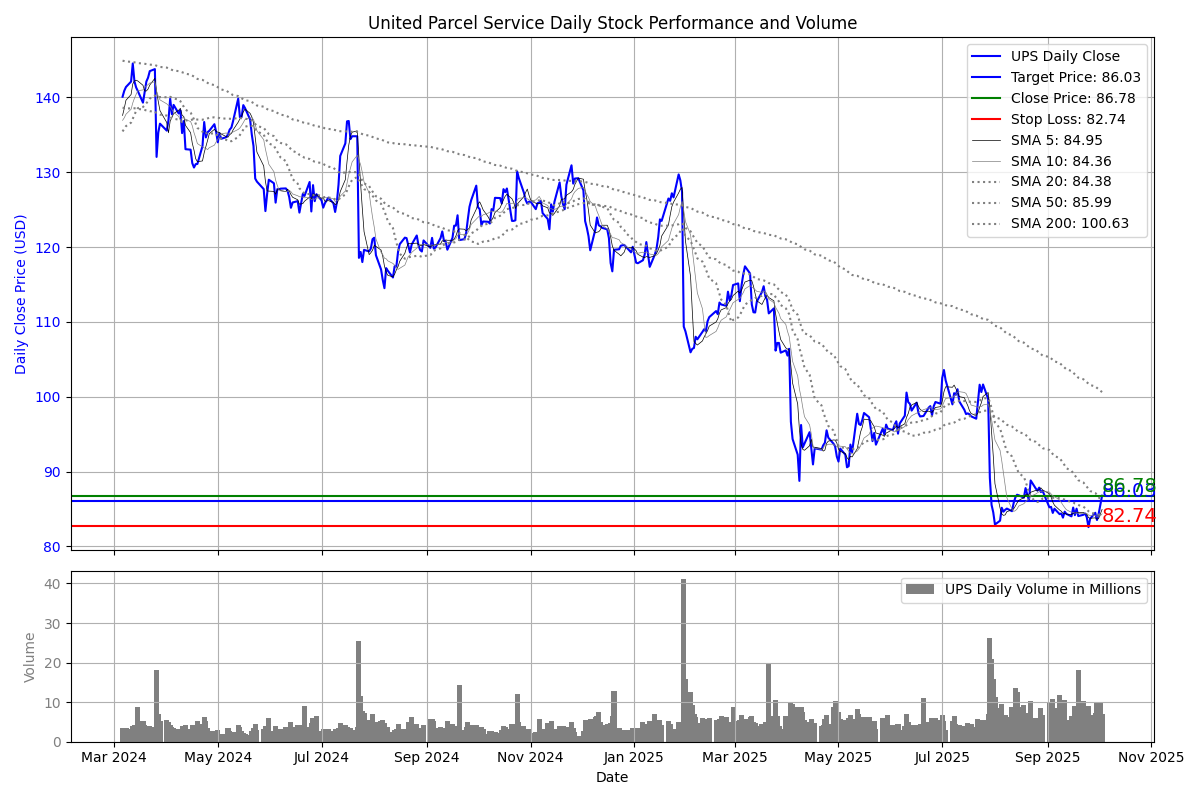 United Parcel Service Daily Stock Performance and Volume
Daily Close Price (USD)
140
130
120
110
100
90
80
UPS Daily Close
Target Price: 86.03
Close Price: 86.78
Stop Loss: 82.74
SMA 5: 84.95
SMA 10: 84.36
SMA 20: 84.38
SMA 50: 85.99
SMA 200: 100.63
86.78
86.03
82.74
Volume
40
30
20
10
0
UPS Daily Volume in Millions
Mar 2024 May 2024 Jul 2024 Sep 2024 Nov 2024 Jan 2025 Mar 2025 May 2025 Jul 2025 Sep 2025 Nov 2025
Date